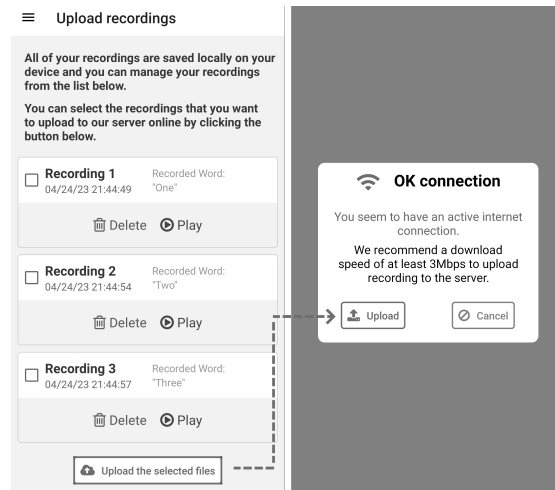 Upload recordings
All of your recordings are saved locally on your
device and you can manage your recordings
from the list below.
You can select the recordings that you want
to upload to our server online by clicking the
button below.
Recording 1
04/24/23 21:44:49
Recorded Word:
"One"
Delete
Play
Recording 2
04/24/23 21:44:54
Recorded Word:
"Two"
Delete
Play
Recording 3
04/24/23 21:44:57
Recorded Word:
"Three"
Delete
Play
Upload the selected files
OK connection
You seem to have an active internet
connection.
We recommend a download
speed of at least 3Mbps to upload
recording to the server.
Upload
Cancel